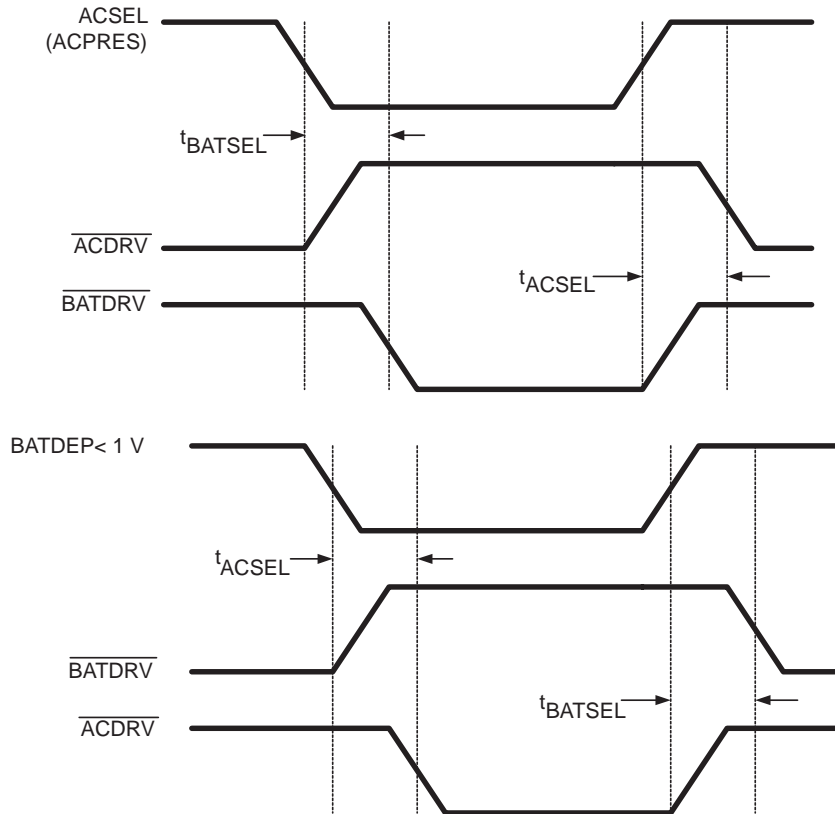 ACSEL
(ACPRES)
tBATSEL
ACDRV
tACSEL
BATDRV
BATDEP< 1 V
tACSEL
BATDRV
tBATSEL
ACDRV